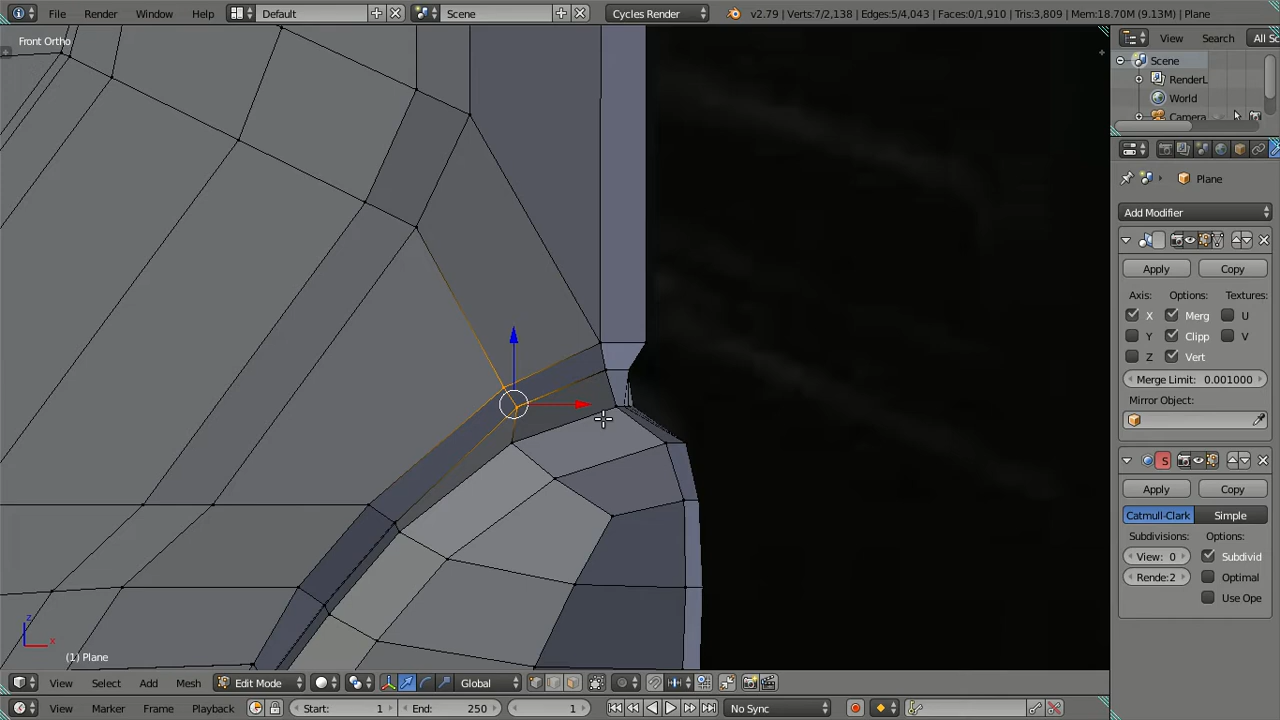 File Render Window Help Default Scene Cycles Render v2.79 | Verts:7/2,138 | Edges:5/4,043 | Faces:0/1,910 | Tris:3,809 | Mem:18.70M (9.13M) | Plane
Front Ortho
View Search All Sc
Scene
RenderL
World
Camera
Plane
Add Modifier
Apply Copy
Axis: Options: Textures:
X Merg U
Y Clipp V
Z Vert
Merge Limit: 0.001000
Mirror Object:
S
Apply Copy
Catmull-Clark Simple
Subdivisions: Options:
View: 0 Subdivid
Rende:2 Optimal
Use Ope
z
x
(1) Plane
View Select Add Mesh Edit Mode Global
View Marker Frame Playback Start: 1 End: 250 1 No Sync